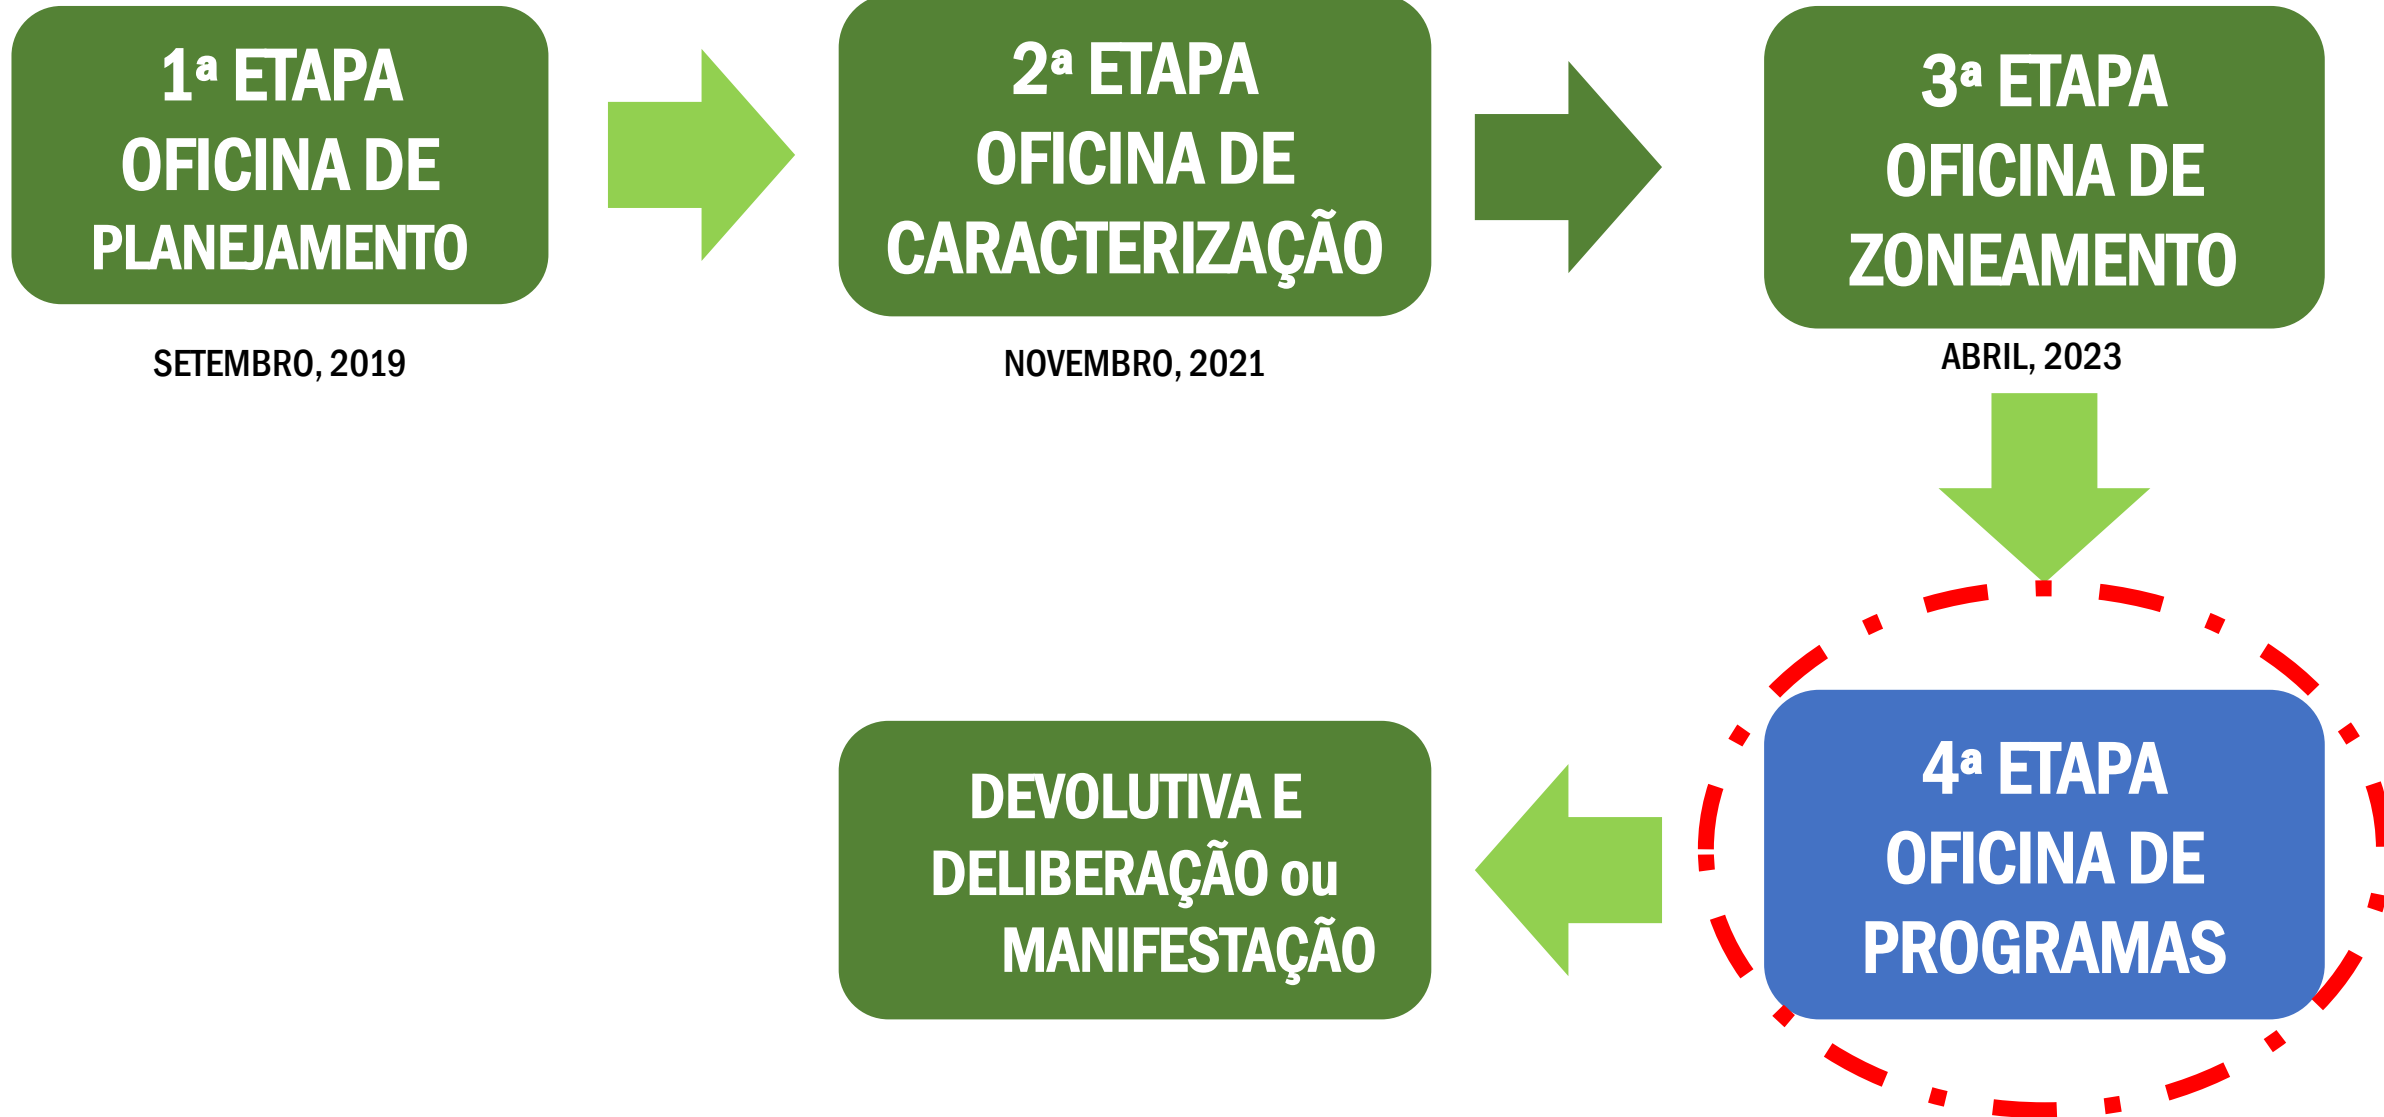 1ª ETAPA
OFICINA DE
PLANEJAMENTO
SETEMBRO, 2019
2ª ETAPA
OFICINA DE
CARACTERIZAÇÃO
NOVEMBRO, 2021
3ª ETAPA
OFICINA DE
ZONEAMENTO
ABRIL, 2023
4ª ETAPA
OFICINA DE
PROGRAMAS
DEVOLUTIVA E
DELIBERAÇÃO ou
MANIFESTAÇÃO